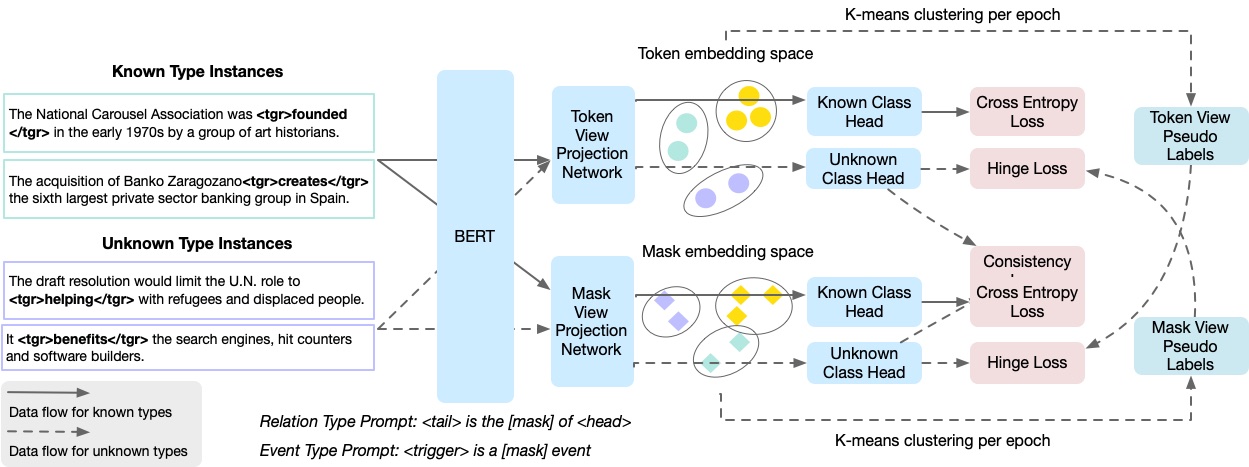 K-means clustering per epoch
Token embedding space
Known Type Instances
The National Carousel Association was <tgr>founded
</tgr> in the early 1970s by a group of art historians.
The acquisition of Banko Zaragozano<tgr>creates</tgr>
the sixth largest private sector banking group in Spain.
Unknown Type Instances
The draft resolution would limit the U.N. role to
<tgr>helping</tgr> with refugees and displaced people.
It <tgr>benefits</tgr> the search engines, hit counters
and software builders.
Data flow for known types
Data flow for unknown types
BERT
Token
View
Projection
Network
Known Class
Head
Cross Entropy
Loss
Unknown
Class Head
Hinge Loss
Token View
Pseudo
Labels
Mask embedding space
Mask
View
Projection
Network
Known Class
Head
Consistency
Cross Entropy
Loss
Unknown
Class Head
Hinge Loss
Mask View
Pseudo
Labels
Relation Type Prompt: <tail> is the [mask] of <head>
Event Type Prompt: <trigger> is a [mask] event
K-means clustering per epoch